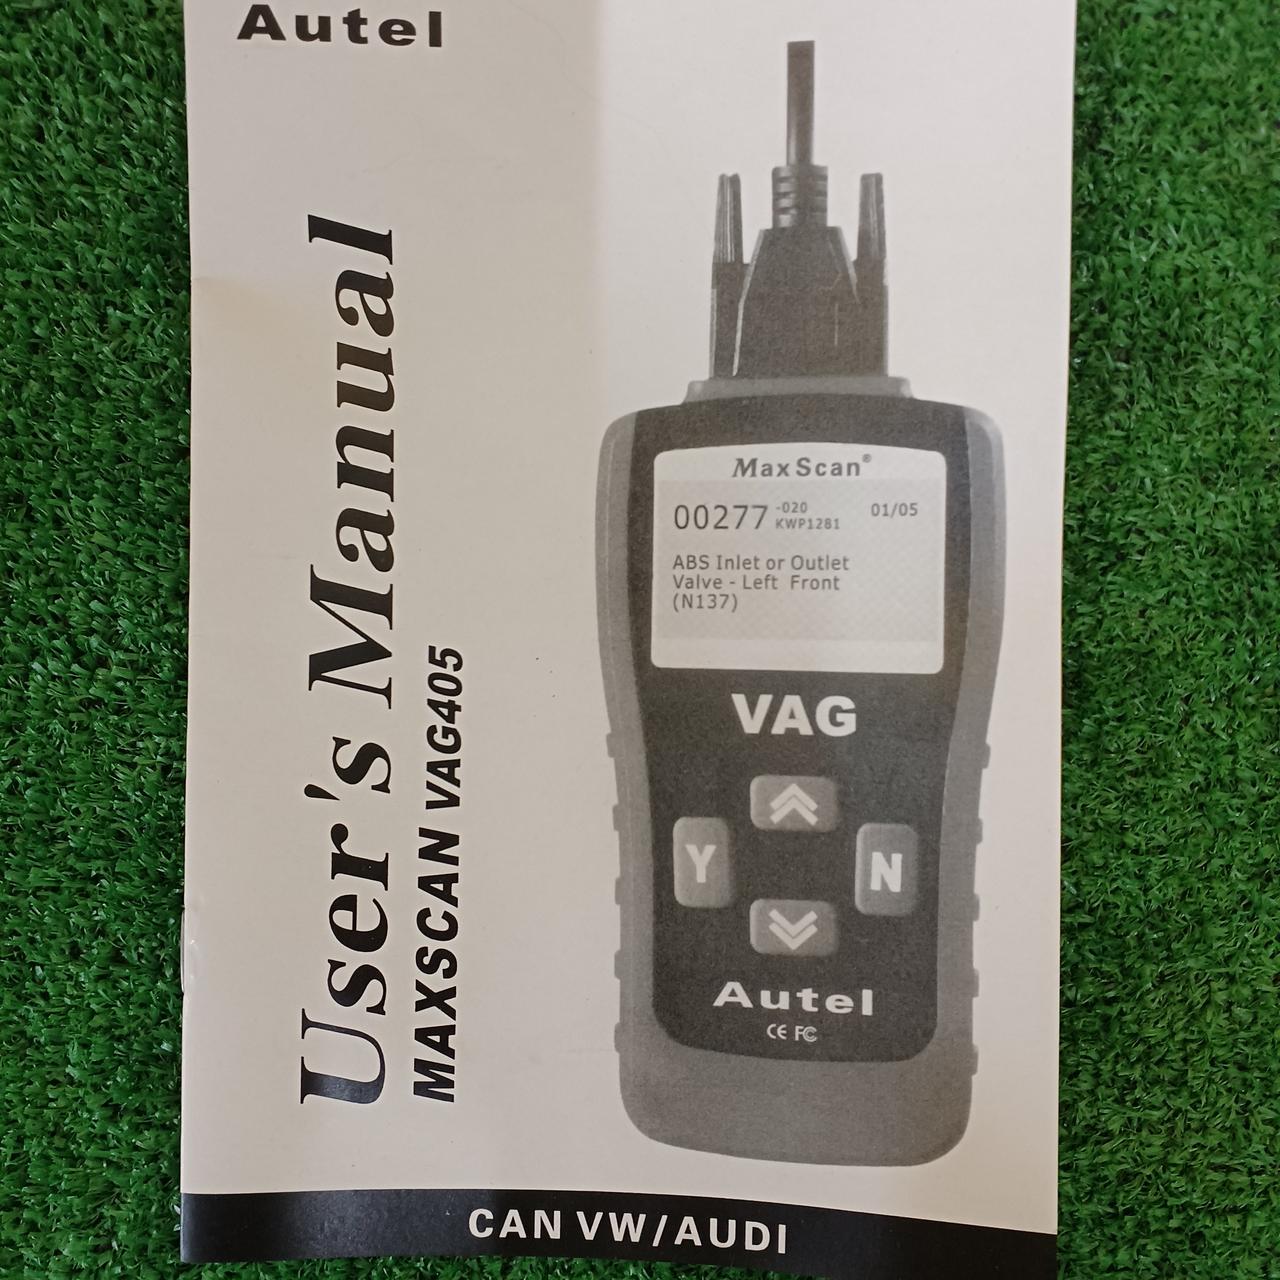 Autel
User's Manual
MAXSCAN VAG405
MaxScan®
00277 -020 KWP1281 01/05
ABS Inlet or Outlet
Valve - Left Front
(N137)
VAG
Y N
Autel
CE FC
CAN VW/AUDI